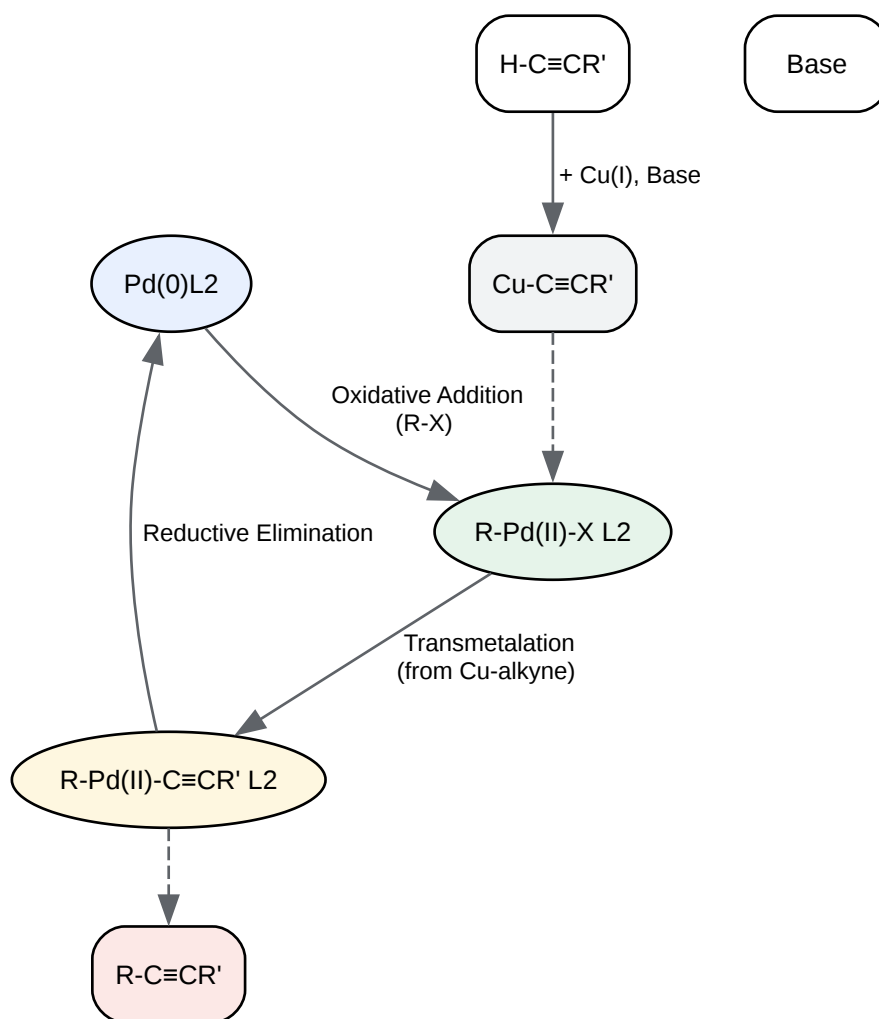 H-C≡CR'
Base
+ Cu(I), Base
Pd(0)L2
Cu-C≡CR'
Oxidative Addition
(R-X)
Reductive Elimination
R-Pd(II)-X L2
Transmetalation
(from Cu-alkyne)
R-Pd(II)-C≡CR' L2
R-C≡CR'